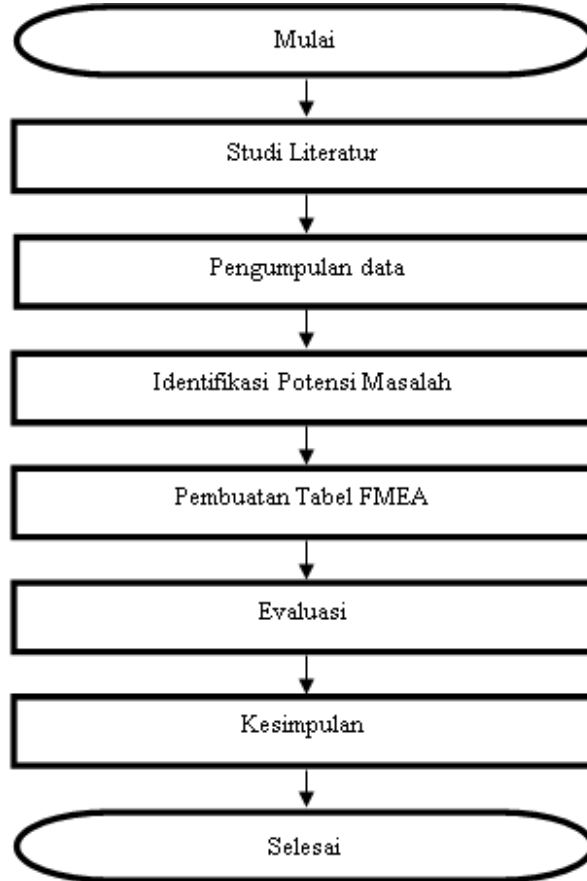 Mulai
Studi Literatur
Pengumpulan data
Identifikasi Potensi Masalah
Pembuatan Tabel FMEA
Evaluasi
Kesimpulan
Selesai